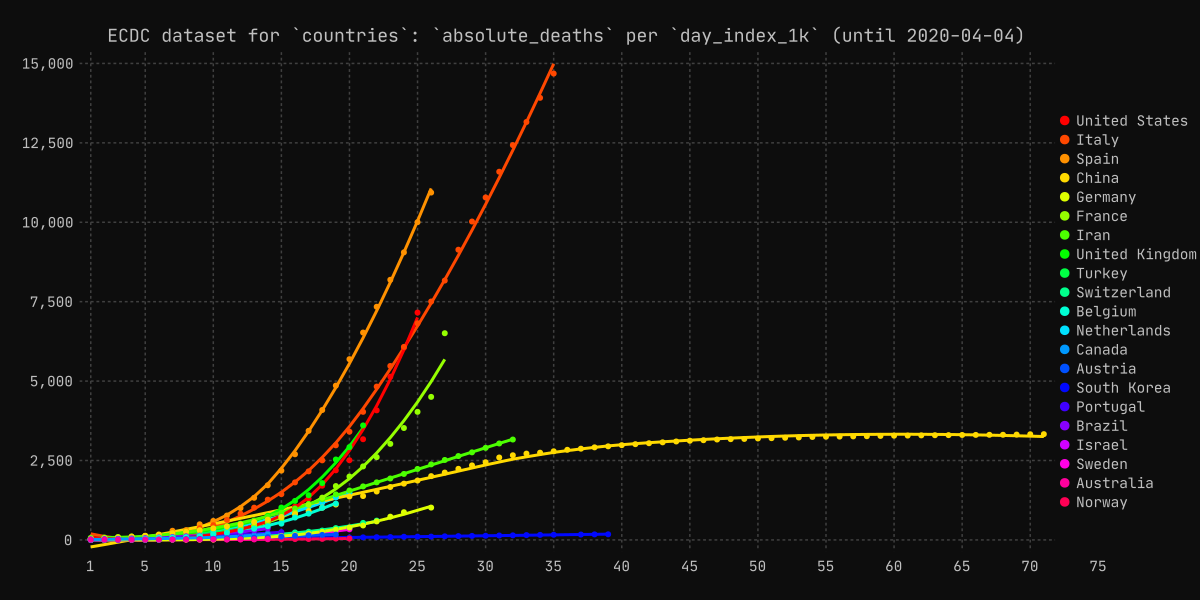 ECDC dataset for `countries`: `absolute_deaths` per `day_index_1k` (until 2020-04-04)
15,000
12,500
10,000
7,500
5,000
2,500
0
1 5 10 15 20 25 30 35 40 45 50 55 60 65 70 75
United States
Italy
Spain
China
Germany
France
Iran
United Kingdom
Turkey
Switzerland
Belgium
Netherlands
Canada
Austria
South Korea
Portugal
Brazil
Israel
Sweden
Australia
Norway